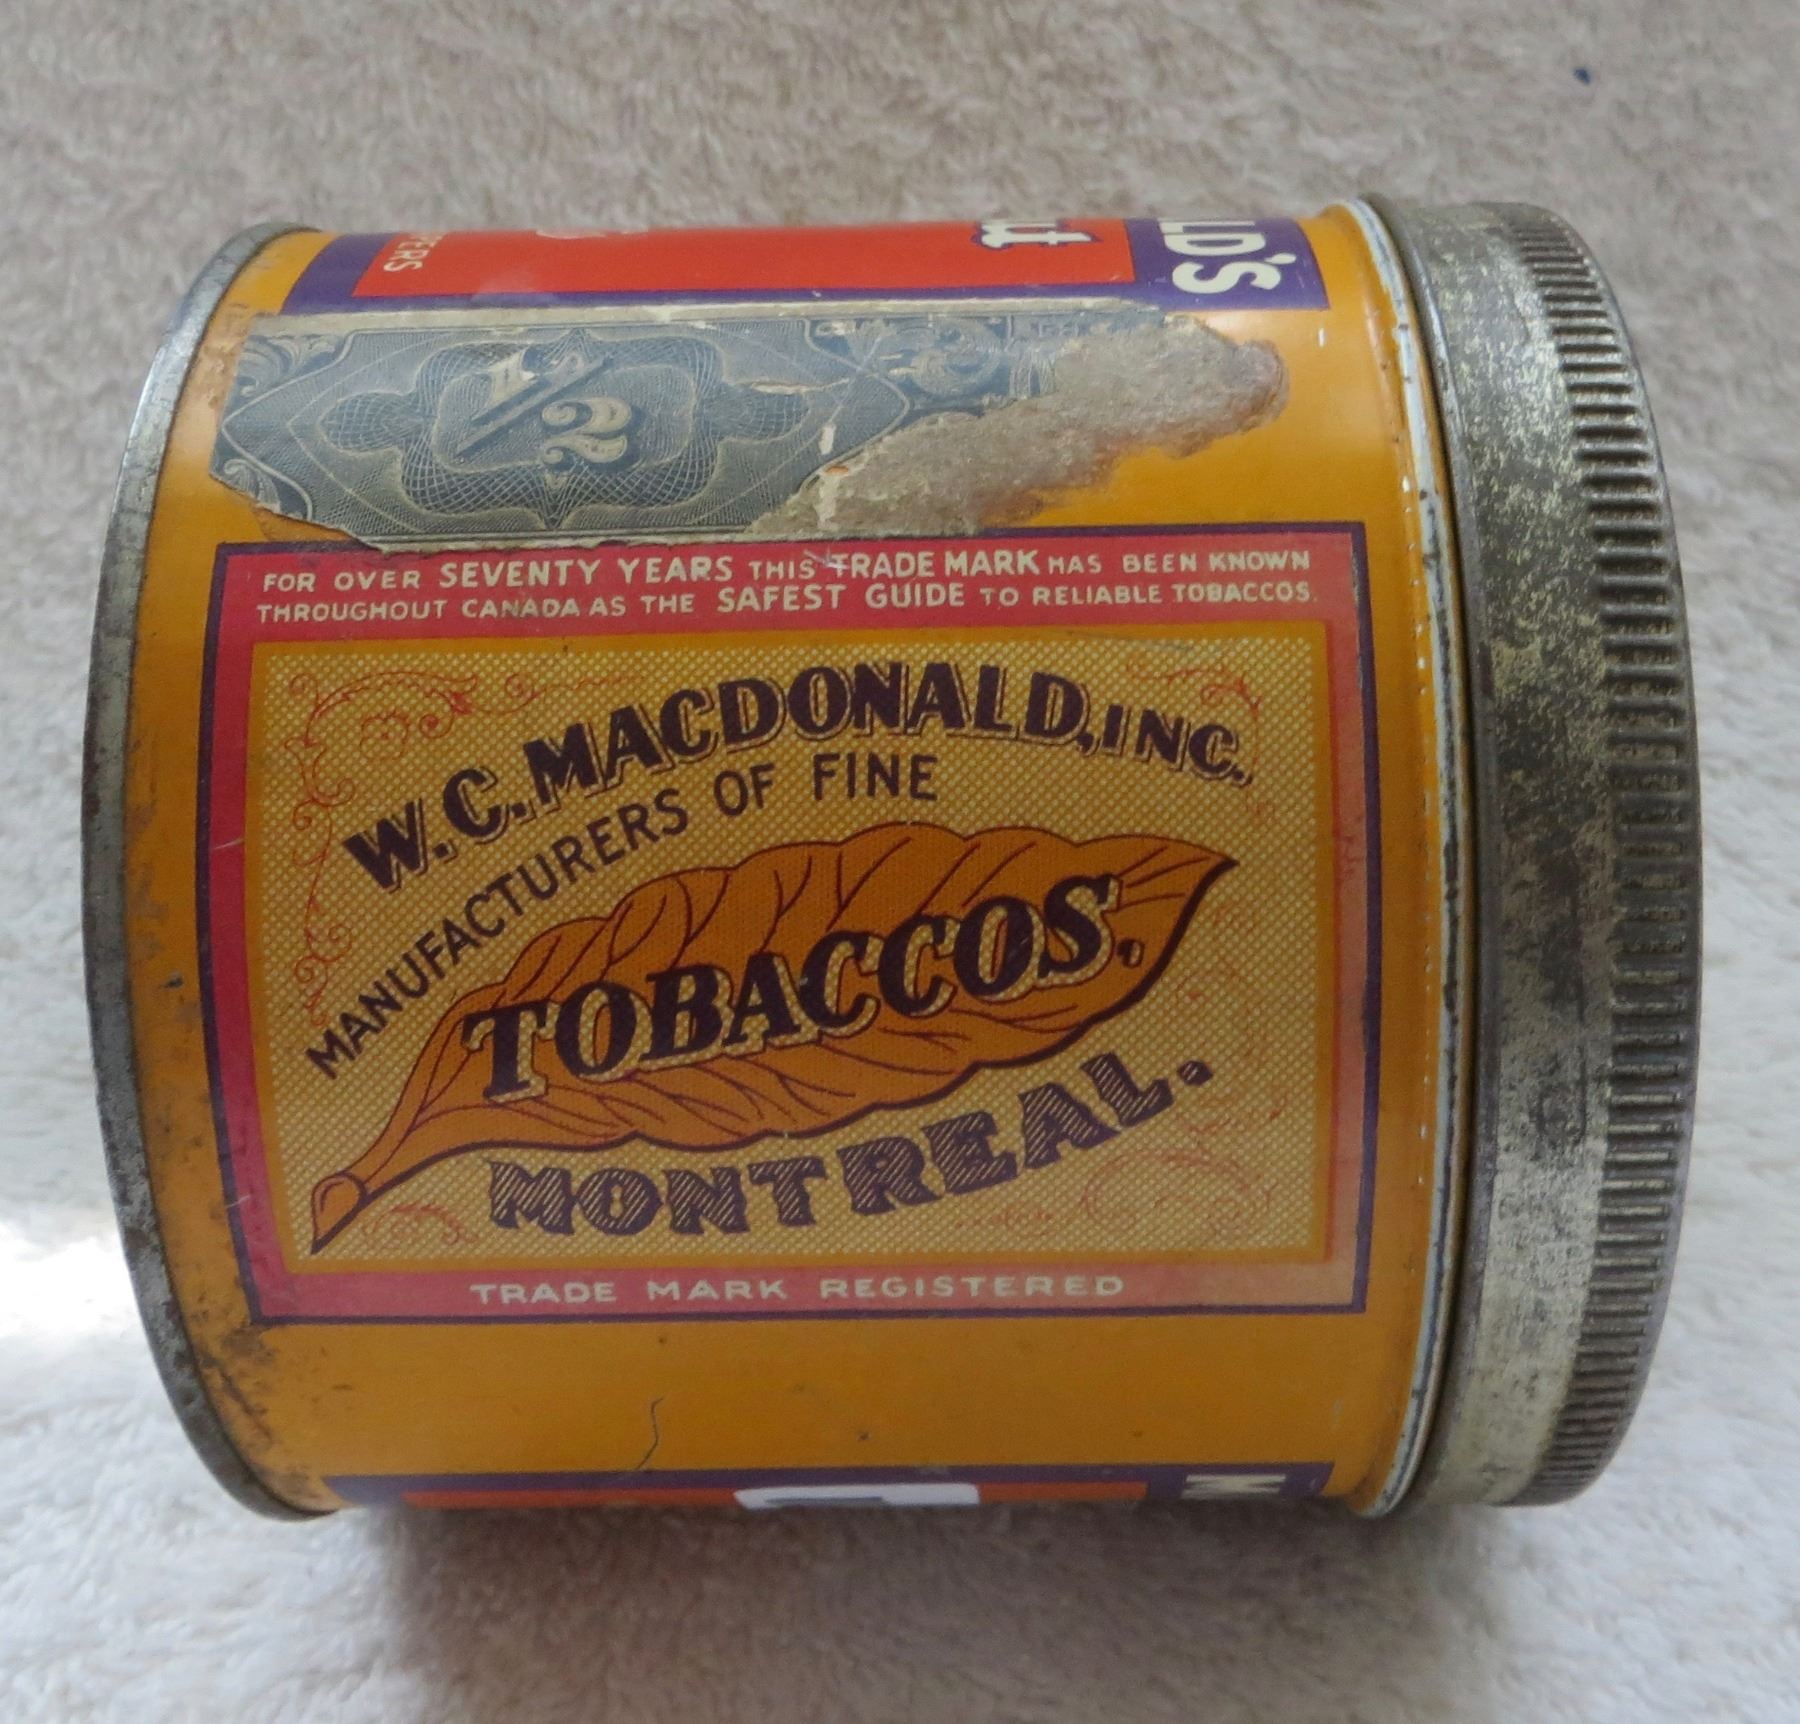 LD'S
1/2
FOR OVER SEVENTY YEARS THIS TRADE MARK HAS BEEN KNOWN
THROUGHOUT CANADA AS THE SAFEST GUIDE TO RELIABLE TOBACCOS.
W.C. MACDONALD, INC.
MANUFACTURERS OF FINE
TOBACCOS.
MONTREAL.
TRADE MARK REGISTERED
M